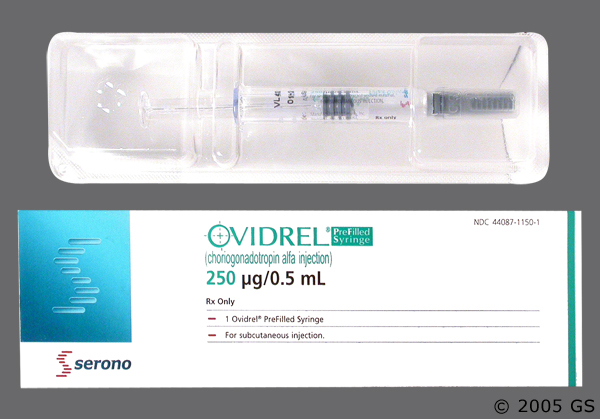 serono
Rx only
NDC 44087-1150-1
OVIDREL® PreFilled
Syringe
(choriogonadotropin alfa injection)
250 µg/0.5 mL
Rx Only
1 Ovidrel® PreFilled Syringe
For subcutaneous injection.
serono
© 2005 GS